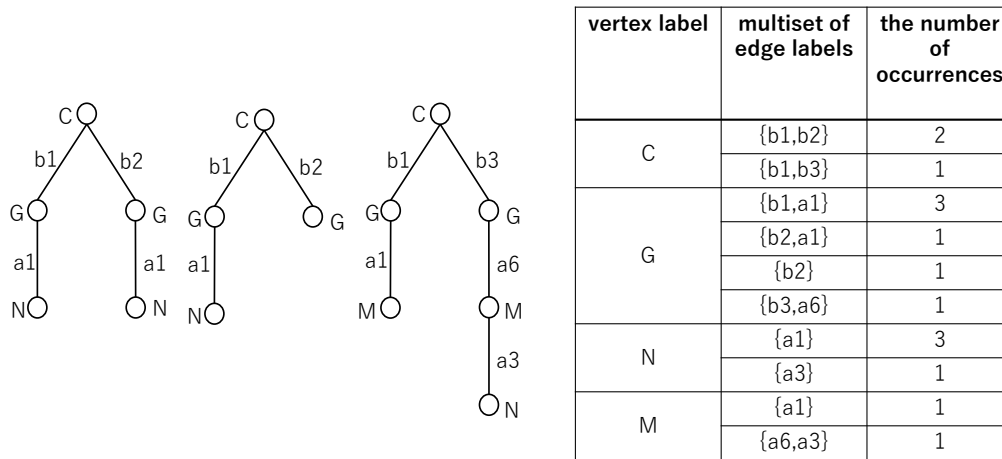 C
b1
b2
G
G
a1
a1
N
N
C
b1
b2
G
G
a1
N
C
b1
b3
G
G
a1
a6
M
M
a3
N
vertex label
multiset of
edge labels
the number
of
occurrences
C
{b1,b2}
2
{b1,b3}
1
G
{b1,a1}
3
{b2,a1}
1
{b2}
1
{b3,a6}
1
N
{a1}
3
{a3}
1
M
{a1}
1
{a6,a3}
1